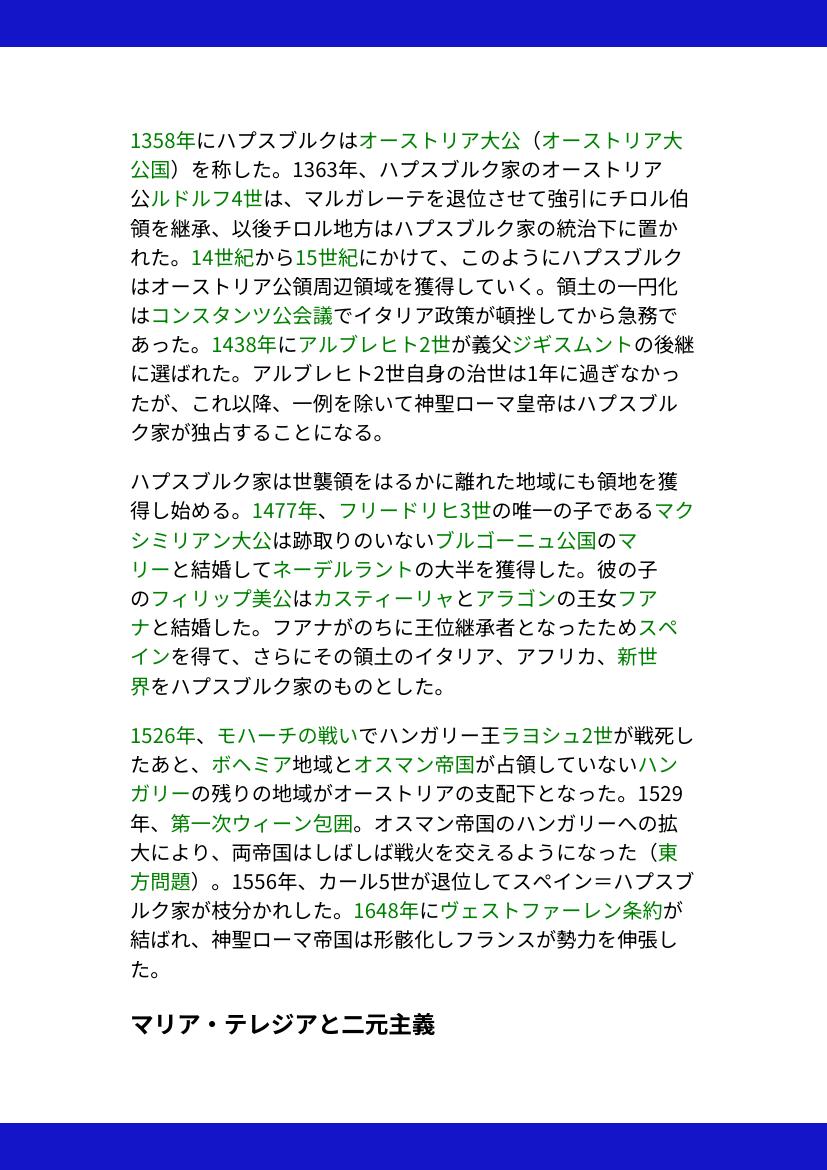 1358年にハプスブルクはオーストリア大公（オーストリア大
公国）を称した。1363年、ハプスブルク家のオーストリア
公ルドルフ4世は、マルガレーテを退位させて強引にチロル伯
領を継承、以後チロル地方はハプスブルク家の統治下に置か
れた。14世紀から15世紀にかけて、このようにハプスブルク
はオーストリア公領周辺領域を獲得していく。領土の一円化
はコンスタンツ公会議でイタリア政策が頓挫してから急務で
あった。1438年にアルブレヒト2世が義父ジギスムントの後継
に選ばれた。アルブレヒト2世自身の治世は1年に過ぎなかっ
たが、これ以降、一例を除いて神聖ローマ皇帝はハプスブル
ク家が独占することになる。
ハプスブルク家は世襲領をはるかに離れた地域にも領地を獲
得し始める。1477年、フリードリヒ3世の唯一の子であるマク
シミリアン大公は跡取りのいないブルゴーニュ公国のマ
リーと結婚してネーデルラントの大半を獲得した。彼の子
のフィリップ美公はカスティーリャとアラゴンの王女フア
ナと結婚した。フアナがのちに王位継承者となったためスペ
インを得て、さらにその領土のイタリア、アフリカ、新世
界をハプスブルク家のものとした。
1526年、モハーチの戦いでハンガリー王ラヨシュ2世が戦死し
たあと、ボヘミア地域とオスマン帝国が占領していないハン
ガリーの残りの地域がオーストリアの支配下となった。1529
年、第一次ウィーン包囲。オスマン帝国のハンガリーへの拡
大により、両帝国はしばしば戦火を交えるようになった（東
方問題）。1556年、カール5世が退位してスペイン＝ハプスブ
ルク家が枝分かれした。1648年にヴェストファーレン条約が
結ばれ、神聖ローマ帝国は形骸化しフランスが勢力を伸張し
た。
マリア・テレジアと二元主義